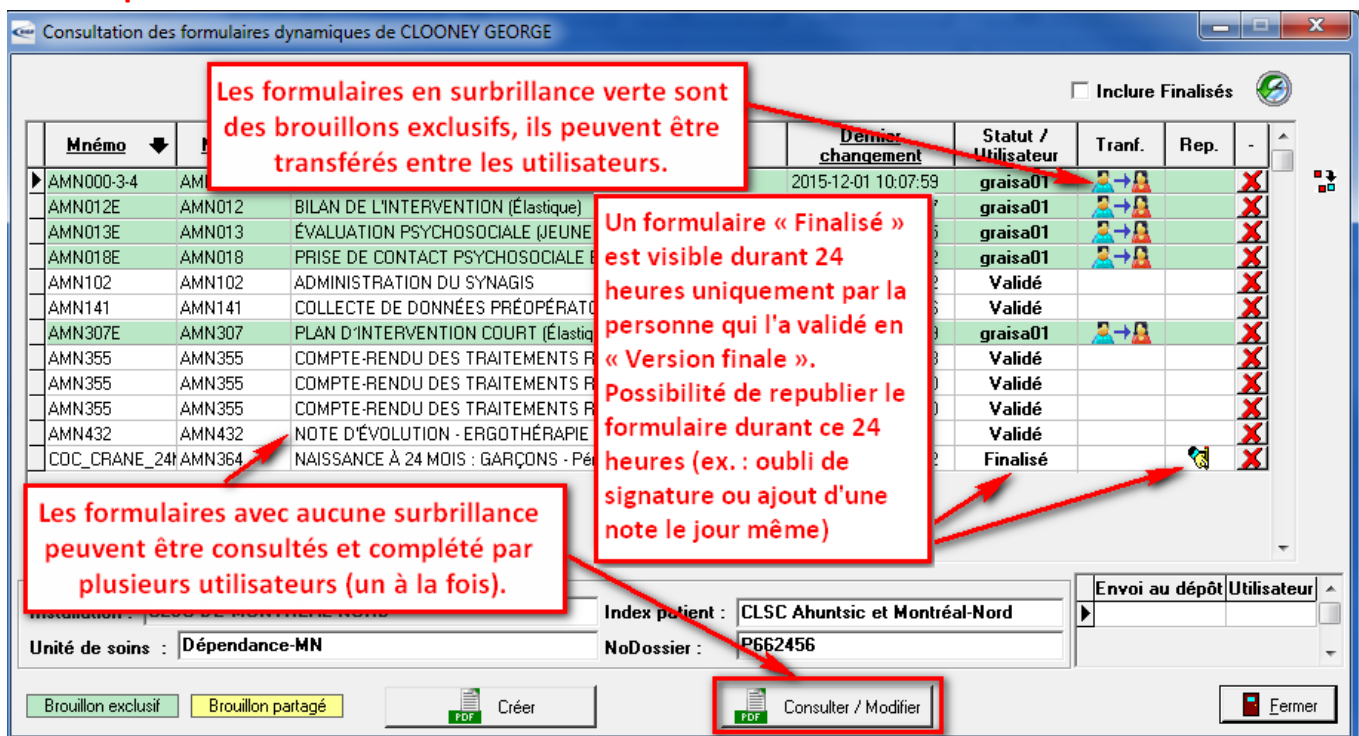 Consultation des formulaires dynamiques de CLOONEY GEORGE
Les formulaires en surbrillance verte sont
des brouillons exclusifs, ils peuvent être
transférés entre les utilisateurs.
Inclure Finalisés
Mnémo
Dernier
changement
Statut /
Utilisateur
Tranf.
Rep.
-
AMN000-3-4 2015-12-01 10:07:59 graisa01
AMN012E AMN012 BILAN DE L'INTERVENTION (Élastique) graisa01
AMN013E AMN013 ÉVALUATION PSYCHOSOCIALE (JEUNE graisa01
AMN018E AMN018 PRISE DE CONTACT PSYCHOSOCIALE graisa01
AMN102 AMN102 ADMINISTRATION DU SYNAGIS Validé
AMN141 AMN141 COLLECTE DE DONNÉES Validé
AMN307E AMN307 PLAN D'INTERVENTION COURT graisa01
AMN355 AMN355 COMPTE-RENDU DES TRAITEMENTS Validé
AMN355 AMN355 COMPTE-RENDU DES TRAITEMENTS Validé
AMN355 AMN355 COMPTE-RENDU DES TRAITEMENTS Validé
AMN432 AMN432 NOTE D'ÉVOLUTION - ERGOTHÉRAPIE Validé
AMN364 NAISSANCE À 24 MOIS : GARÇONS - Finalisé
Un formulaire « Finalisé »
est visible durant 24
heures uniquement par la
personne qui l'a validé en
« Version finale ».
Possibilité de republier le
formulaire durant ce 24
heures (ex. : oubli de
signature ou ajout d'une
note le jour même)
Les formulaires avec aucune surbrillance
peuvent être consultés et complété par
plusieurs utilisateurs (un à la fois).
Index patient : CLSC Ahuntsic et Montréal-Nord
Unité de soins : Dépendance-MN NoDossier : P662456
Envoi au dépôt Utilisateur
Brouillon exclusif Brouillon partagé PDF Créer PDF Consulter / Modifier Fermer